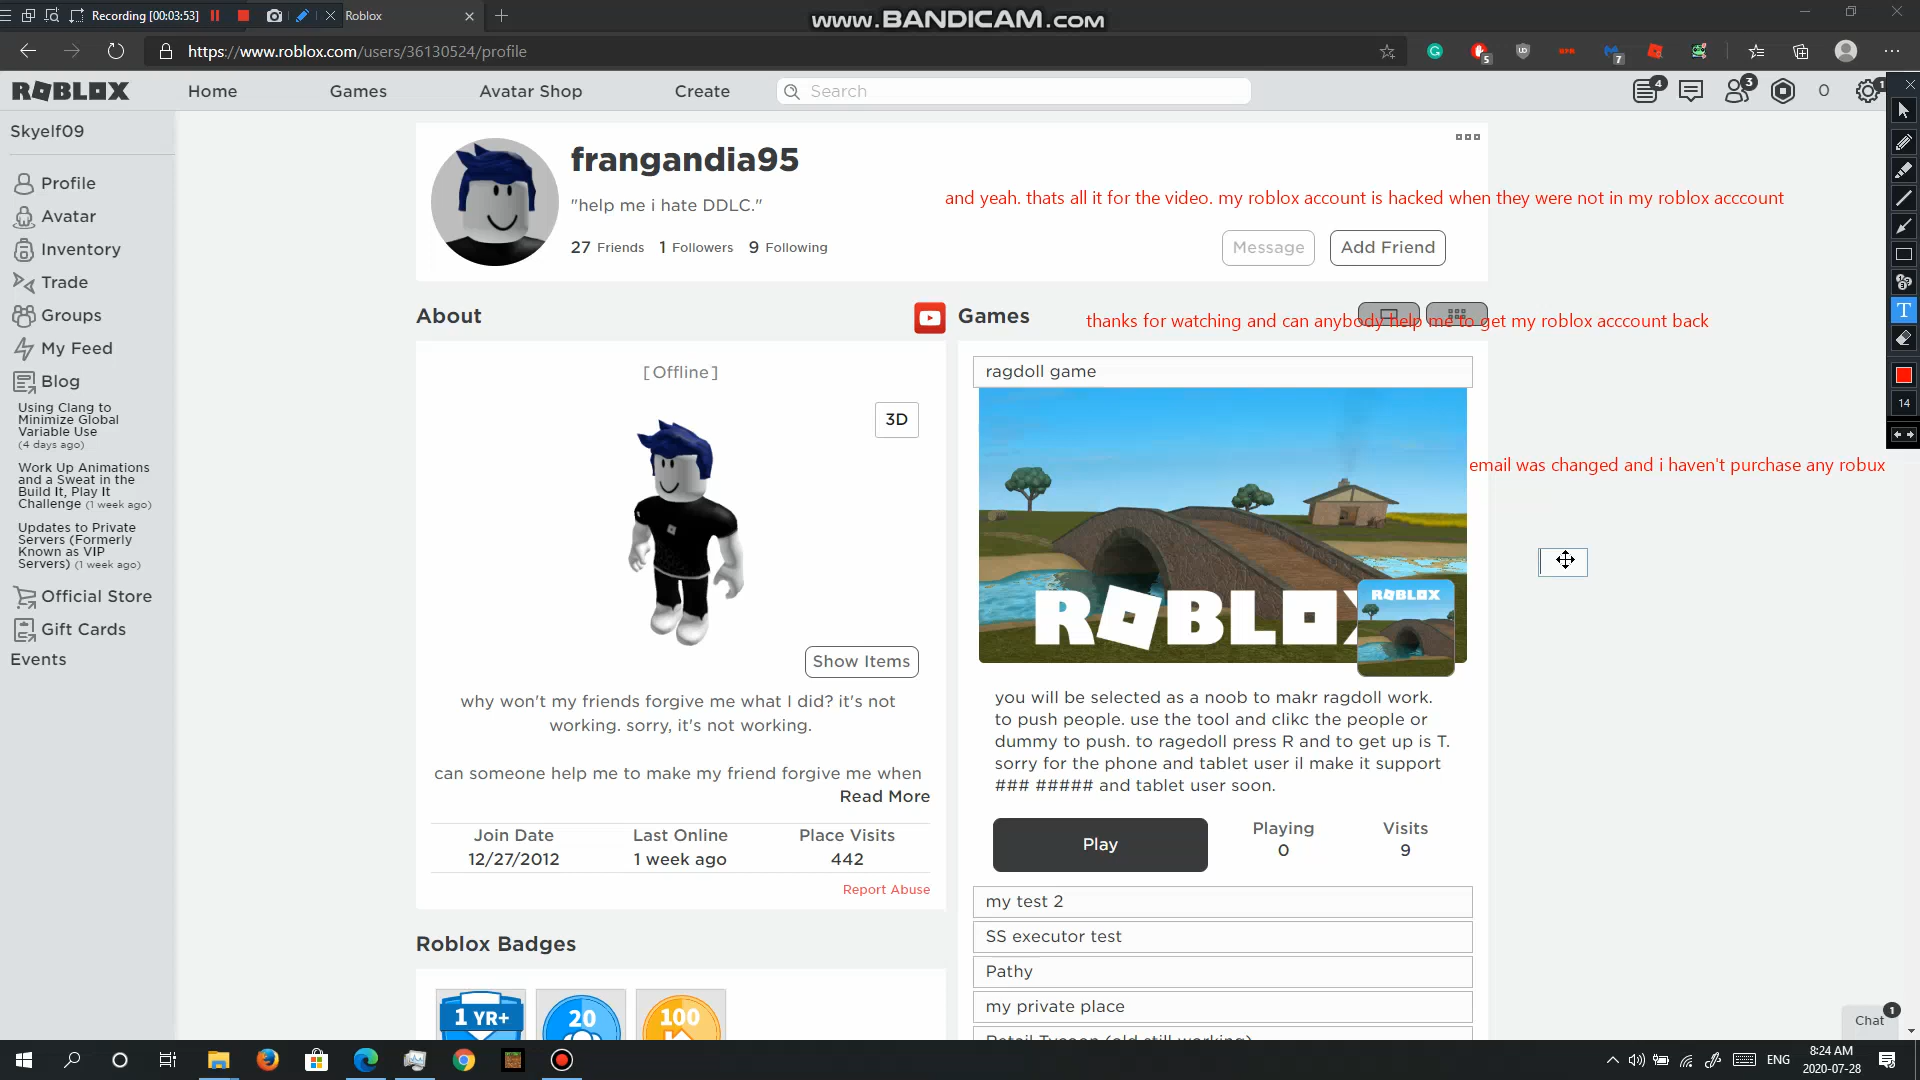 Recording [00:03:53]
Roblox
www.BANDICAM.com
https://www.roblox.com/users/36130524/profile
5
7
ROBLOX
Home
Games
Avatar Shop
Create
Search
4
3
0
1
Skyelf09
Profile
Avatar
Inventory
Trade
Groups
My Feed
Blog
Using Clang to
Minimize Global
Variable Use
(4 days ago)
Work Up Animations
and a Sweat in the
Build It, Play It
Challenge (1 week ago)
Updates to Private
Servers (Formerly
Known as VIP
Servers) (1 week ago)
Official Store
Gift Cards
Events
frangandia95
"help me i hate DDLC."
27 Friends 1 Followers 9 Following
and yeah. thats all it for the video. my roblox account is hacked when they were not in my roblox acccount
Message
Add Friend
About
[ Offline ]
3D
Show Items
why won't my friends forgive me what I did? it's not
working. sorry, it's not working.
can someone help me to make my friend forgive me when
Read More
Join Date
Last Online
Place Visits
12/27/2012
1 week ago
442
Report Abuse
Roblox Badges
1 YR+
20
100
Games
thanks for watching and can anybody help me to get my roblox acccount back
ragdoll game
email was changed and i haven't purchase any robux
ROBLOX
ROBLOX
you will be selected as a noob to makr ragdoll work.
to push people. use the tool and clikc the people or
dummy to push. to ragedoll press R and to get up is T.
sorry for the phone and tablet user il make it support
### ##### and tablet user soon.
Play
Playing
0
Visits
9
my test 2
SS executor test
Pathy
my private place
Retail Tycoon (old still working)
T
14
Chat
1
ENG
8:24 AM
2020-07-28